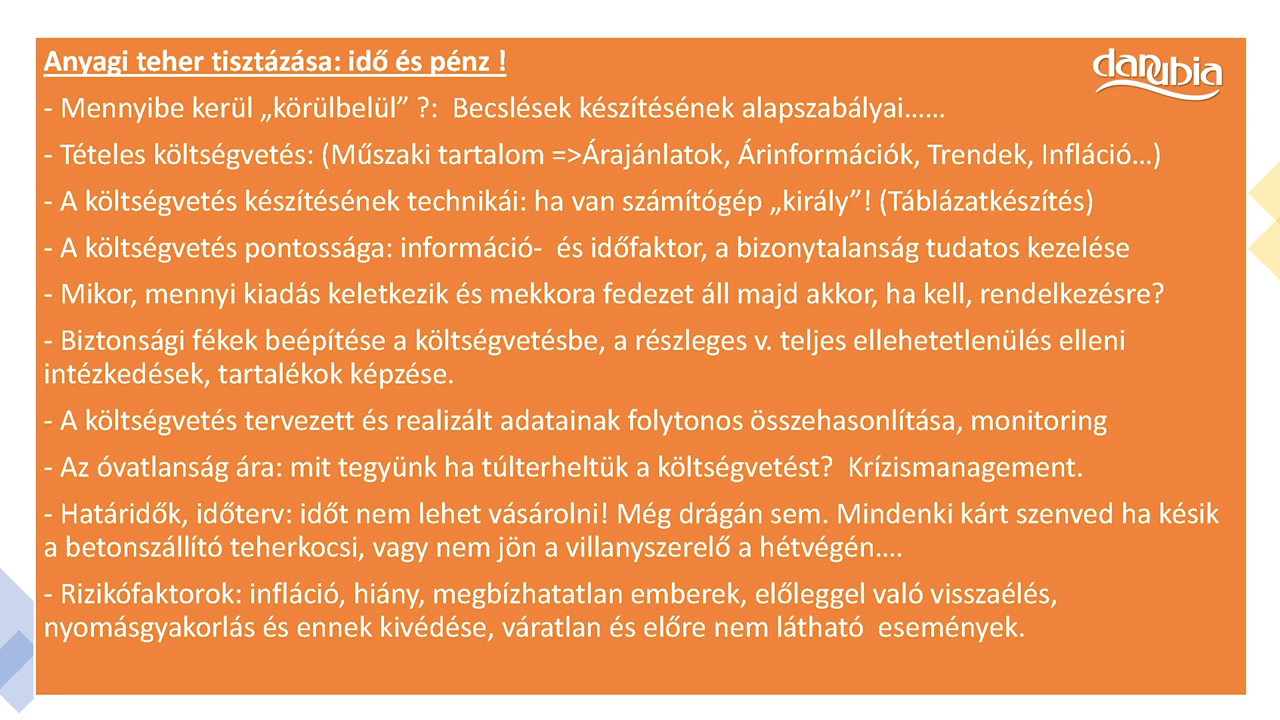 Anyagi teher tisztázása: idő és pénz !
danubia
- Mennyibe kerül „körülbelül” ?:  Becslések készítésének alapszabályai……
- Tételes költségvetés: (Műszaki tartalom =>Árajánlatok, Árinformációk, Trendek, Infláció…)
- A költségvetés készítésének technikái: ha van számítógép „király”! (Táblázatkészítés)
- A költségvetés pontossága: információ-  és időfaktor, a bizonytalanság tudatos kezelése
- Mikor, mennyi kiadás keletkezik és mekkora fedezet áll majd akkor, ha kell, rendelkezésre?
- Biztonsági fékek beépítése a költségvetésbe, a részleges v. teljes ellehetetlenülés elleni
intézkedések, tartalékok képzése.
- A költségvetés tervezett és realizált adatainak folytonos összehasonlítása, monitoring
- Az óvatlanság ára: mit tegyünk ha túlterheltük a költségvetést?  Krízismanagement.
- Határidők, időterv: időt nem lehet vásárolni! Még drágán sem. Mindenki kárt szenved ha késik
a betonszállító teherkocsi, vagy nem jön a villanyszerelő a hétvégén….
- Rizikófaktorok: infláció, hiány, megbízhatatlan emberek, előleggel való visszaélés,
nyomásgyakorlás és ennek kivédése, váratlan és előre nem látható  események.